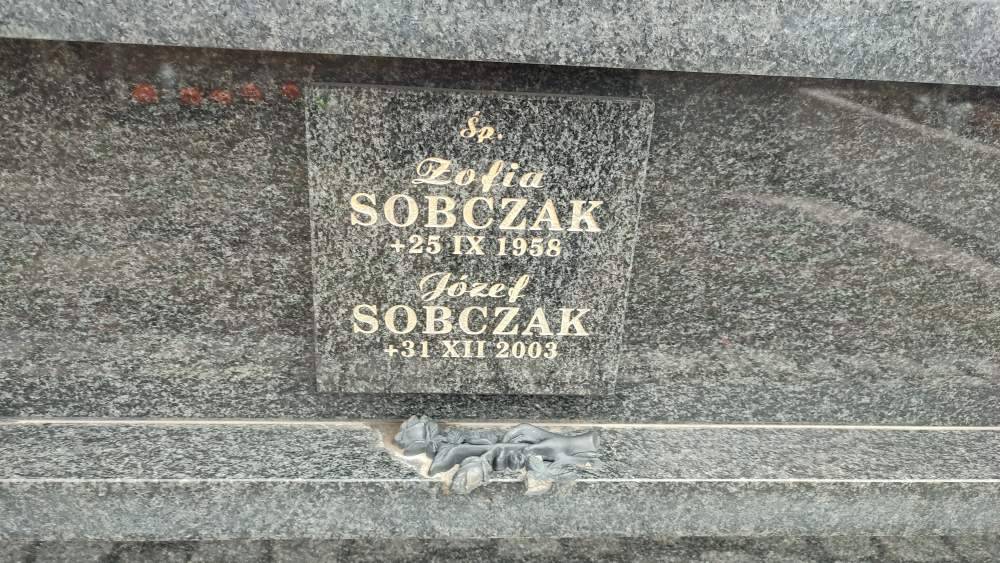 Śp.
Zofia
SOBCZAK
+25 IX 1958
Józef
SOBCZAK
+31 XII 2003